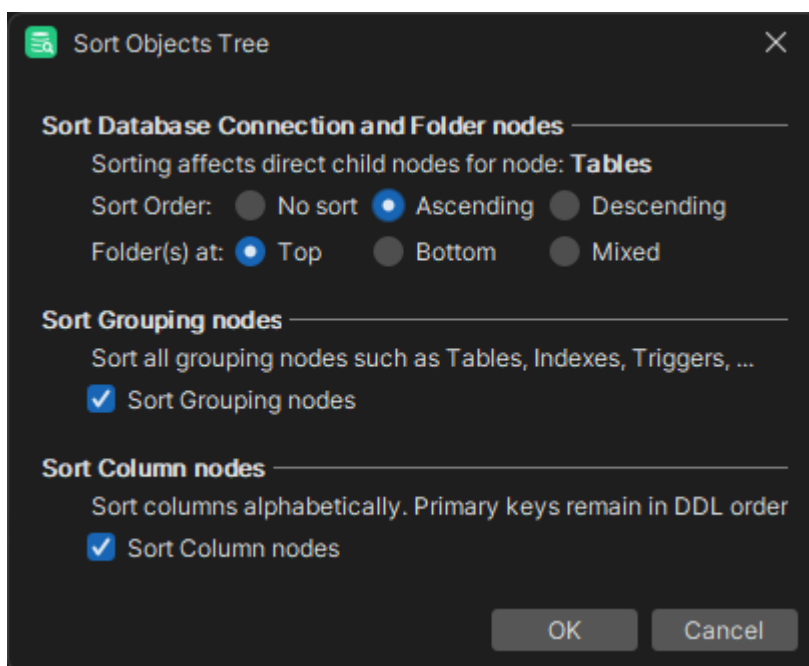 Sort Objects Tree
Sort Database Connection and Folder nodes
Sorting affects direct child nodes for node: Tables
Sort Order: No sort Ascending Descending
Folder(s) at: Top Bottom Mixed
Sort Grouping nodes
Sort all grouping nodes such as Tables, Indexes, Triggers, ...
Sort Grouping nodes
Sort Column nodes
Sort columns alphabetically. Primary keys remain in DDL order
Sort Column nodes
OK Cancel